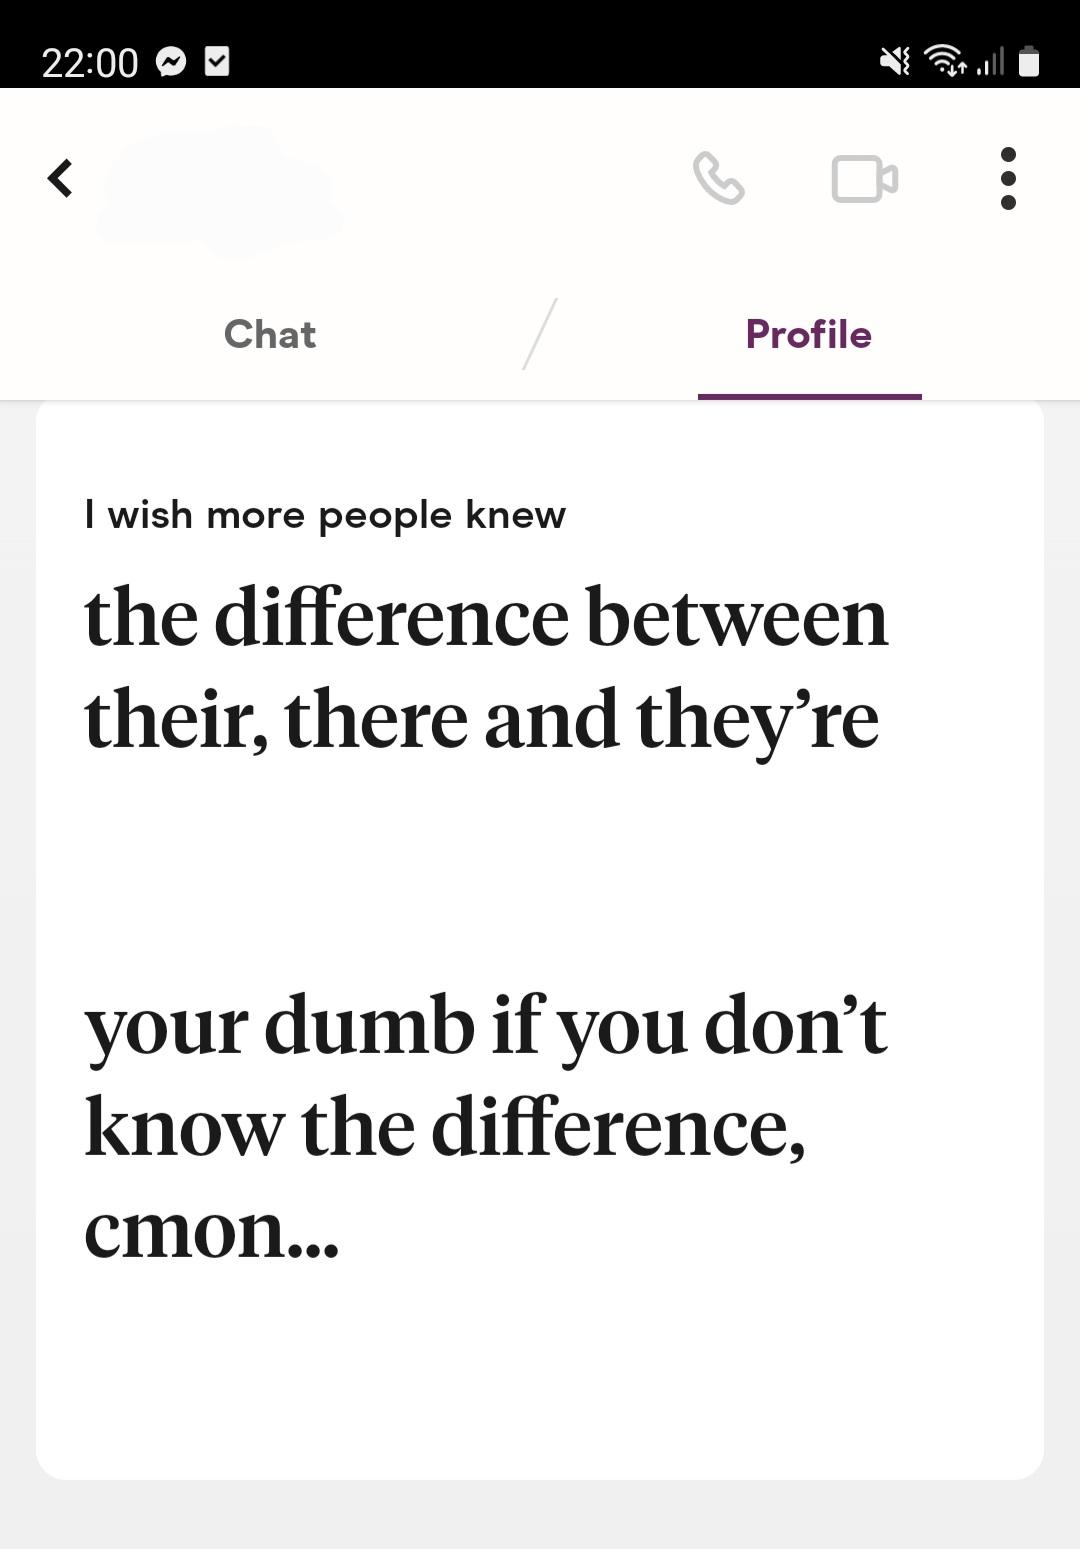 22:00
Chat
Profile
I wish more people knew
the difference between
their, there and they’re
your dumb if you don’t
know the difference,
cmon...